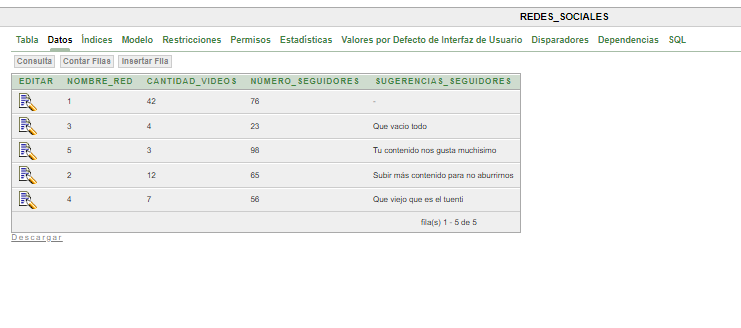 REDES_SOCIALES
Tabla Datos Índices Modelo Restricciones Permisos Estadísticas Valores por Defecto de Interfaz de Usuario Disparadores Dependencias SQL
Consulta Contar Filas Insertar Fila
EDITAR NOMBRE_RED CANTIDAD_VIDEOS NÚMERO_SEGUIDORES SUGERENCIAS_SEGUIDORES
1 42 76 -
3 4 23 Que vacio todo
5 3 98 Tu contenido nos gusta muchisimo
2 12 65 Subir más contenido para no aburrirnos
4 7 56 Que viejo que es el tuenti
fila(s) 1 - 5 de 5
Descargar